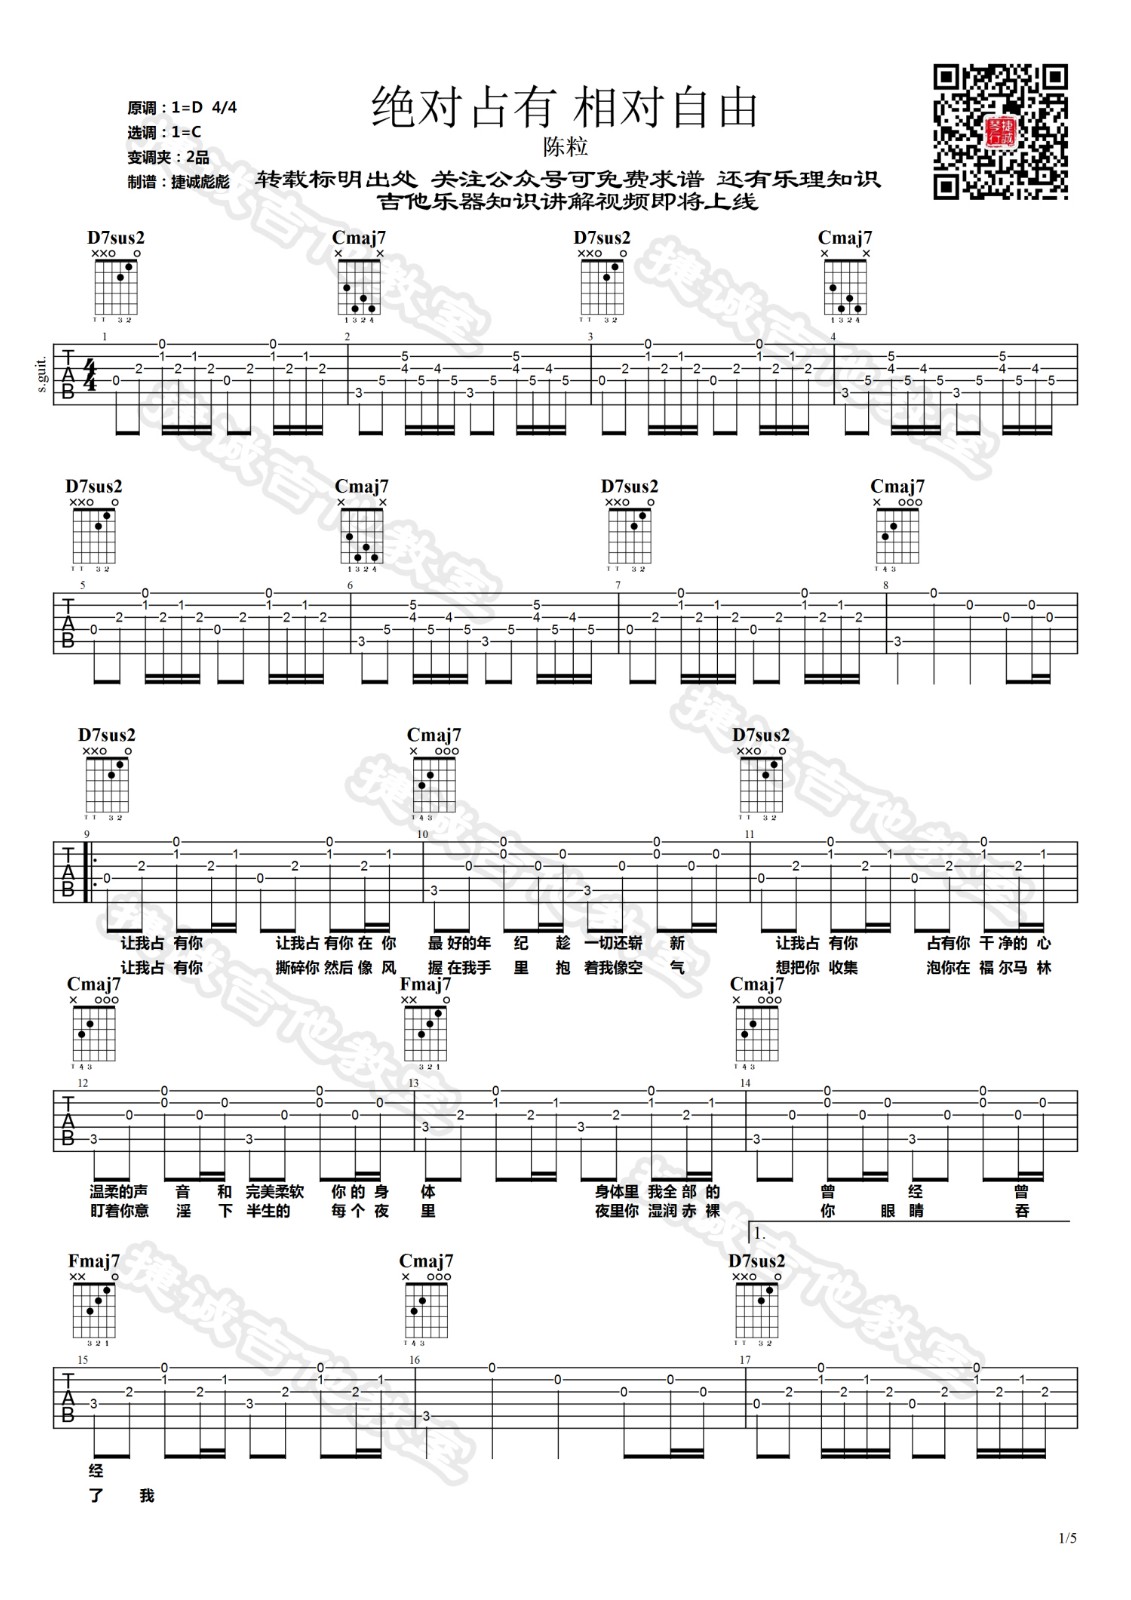 绝对占有 相对自由
陈粒
原调：1=D 4/4
选调：1=C
变调夹：2品
制谱：捷诚彪彪
转载标明出处 关注公众号可免费求谱 还有乐理知识
吉他乐器知识讲解视频即将上线
捷诚琴行
D7sus2 Cmaj7 D7sus2 Cmaj7
s.guit.
D7sus2 Cmaj7 D7sus2 Cmaj7
D7sus2 Cmaj7 D7sus2
让我占 有你 让我占 有你 在 你 最 好的年 纪 趁 一切还崭 新 让我占 有你 占有你 干 净的 心
让我占 有你 撕碎你 然后 像 风 握 在我手 里 抱 着我像空 气 想把你 收集 泡你在 福 尔马 林
Cmaj7 Fmaj7 Cmaj7
温柔的声 音 和 完美柔软 你 的 身 体 身体里 我全 部 的 曾 经 曾
盯着你意 淫 下 半生的 每 个 夜 里 夜里你 湿润 赤 裸 你 眼 睛 吞
1.
Fmaj7 Cmaj7 D7sus2
经
了 我
1/5
捷诚吉他教室